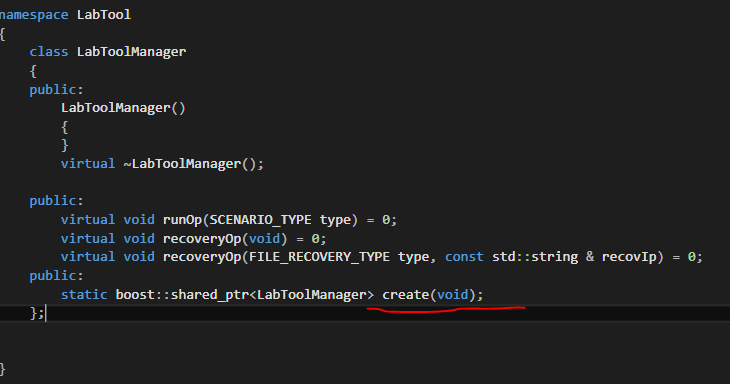 namespace LabTool
{
    class LabToolManager
    {
    public:
        LabToolManager()
        {
        }
        virtual ~LabToolManager();
    public:
        virtual void runOp(SCENARIO_TYPE type) = 0;
        virtual void recoveryOp(void) = 0;
        virtual void recoveryOp(FILE_RECOVERY_TYPE type, const std::string & recovIp) = 0;
    public:
        static boost::shared_ptr<LabToolManager> create(void);
    };
}